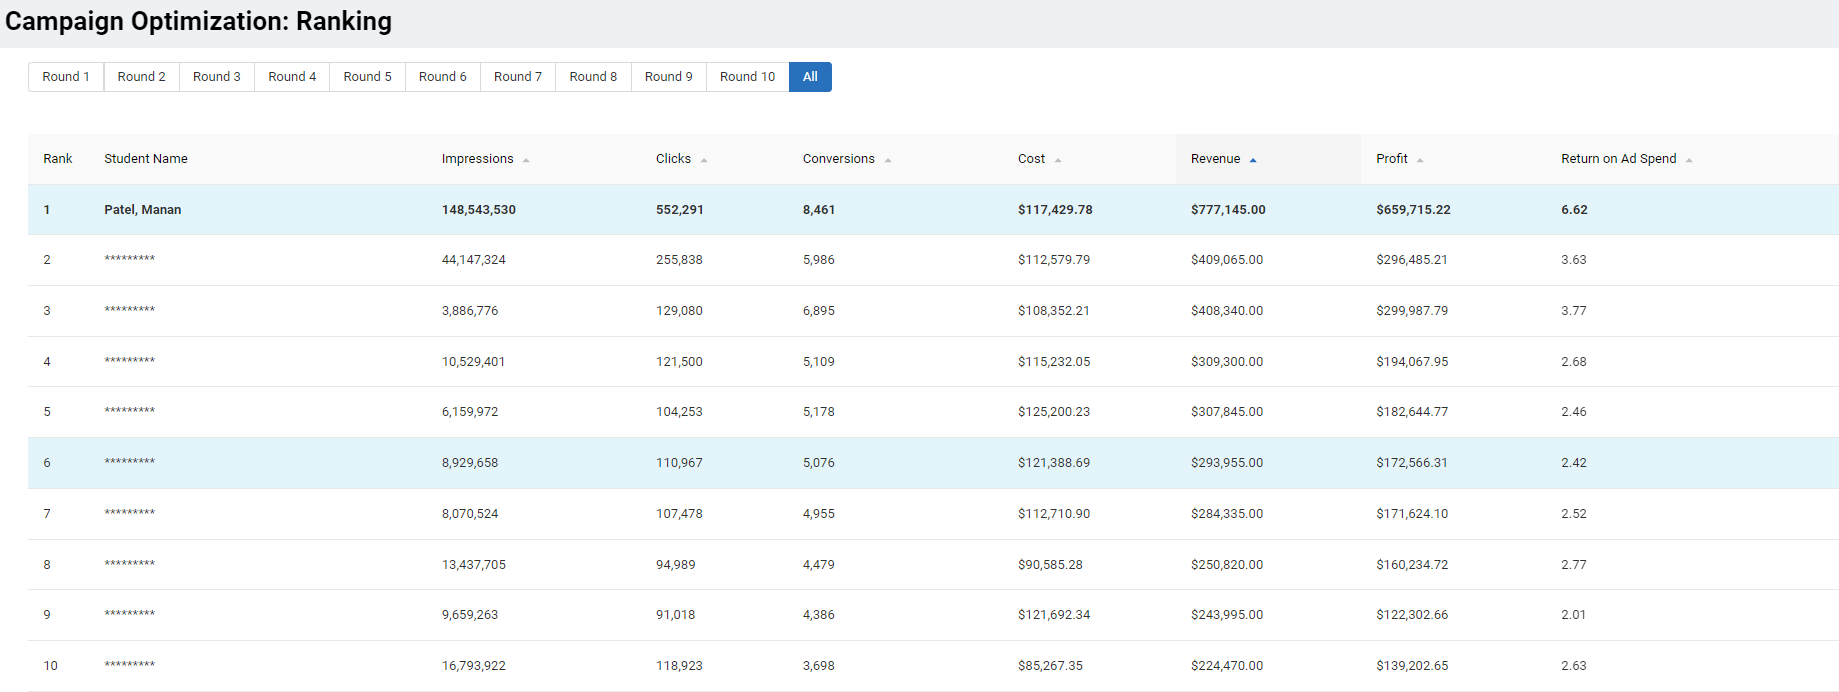 Campaign Optimization: Ranking
Round 1 Round 2 Round 3 Round 4 Round 5 Round 6 Round 7 Round 8 Round 9 Round 10 All
Rank Student Name Impressions Clicks Conversions Cost Revenue Profit Return on Ad Spend
1 Patel, Manan 148,543,530 552,291 8,461 $117,429.78 $777,145.00 $659,715.22 6.62
2 ********* 44,147,324 255,838 5,986 $112,579.79 $409,065.00 $296,485.21 3.63
3 ********* 3,886,776 129,080 6,895 $108,352.21 $408,340.00 $299,987.79 3.77
4 ********* 10,529,401 121,500 5,109 $115,232.05 $309,300.00 $194,067.95 2.68
5 ********* 6,159,972 104,253 5,178 $125,200.23 $307,845.00 $182,644.77 2.46
6 ********* 8,929,658 110,967 5,076 $121,388.69 $293,955.00 $172,566.31 2.42
7 ********* 8,070,524 107,478 4,955 $112,710.90 $284,335.00 $171,624.10 2.52
8 ********* 13,437,705 94,989 4,479 $90,585.28 $250,820.00 $160,234.72 2.77
9 ********* 9,659,263 91,018 4,386 $121,692.34 $243,995.00 $122,302.66 2.01
10 ********* 16,793,922 118,923 3,698 $85,267.35 $224,470.00 $139,202.65 2.63